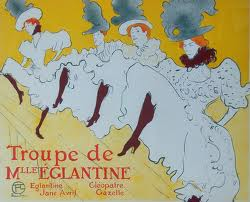 Troupe de
MLLE EGLANTINE
Eglantine Cléopatre
Jane Avril Gazelle